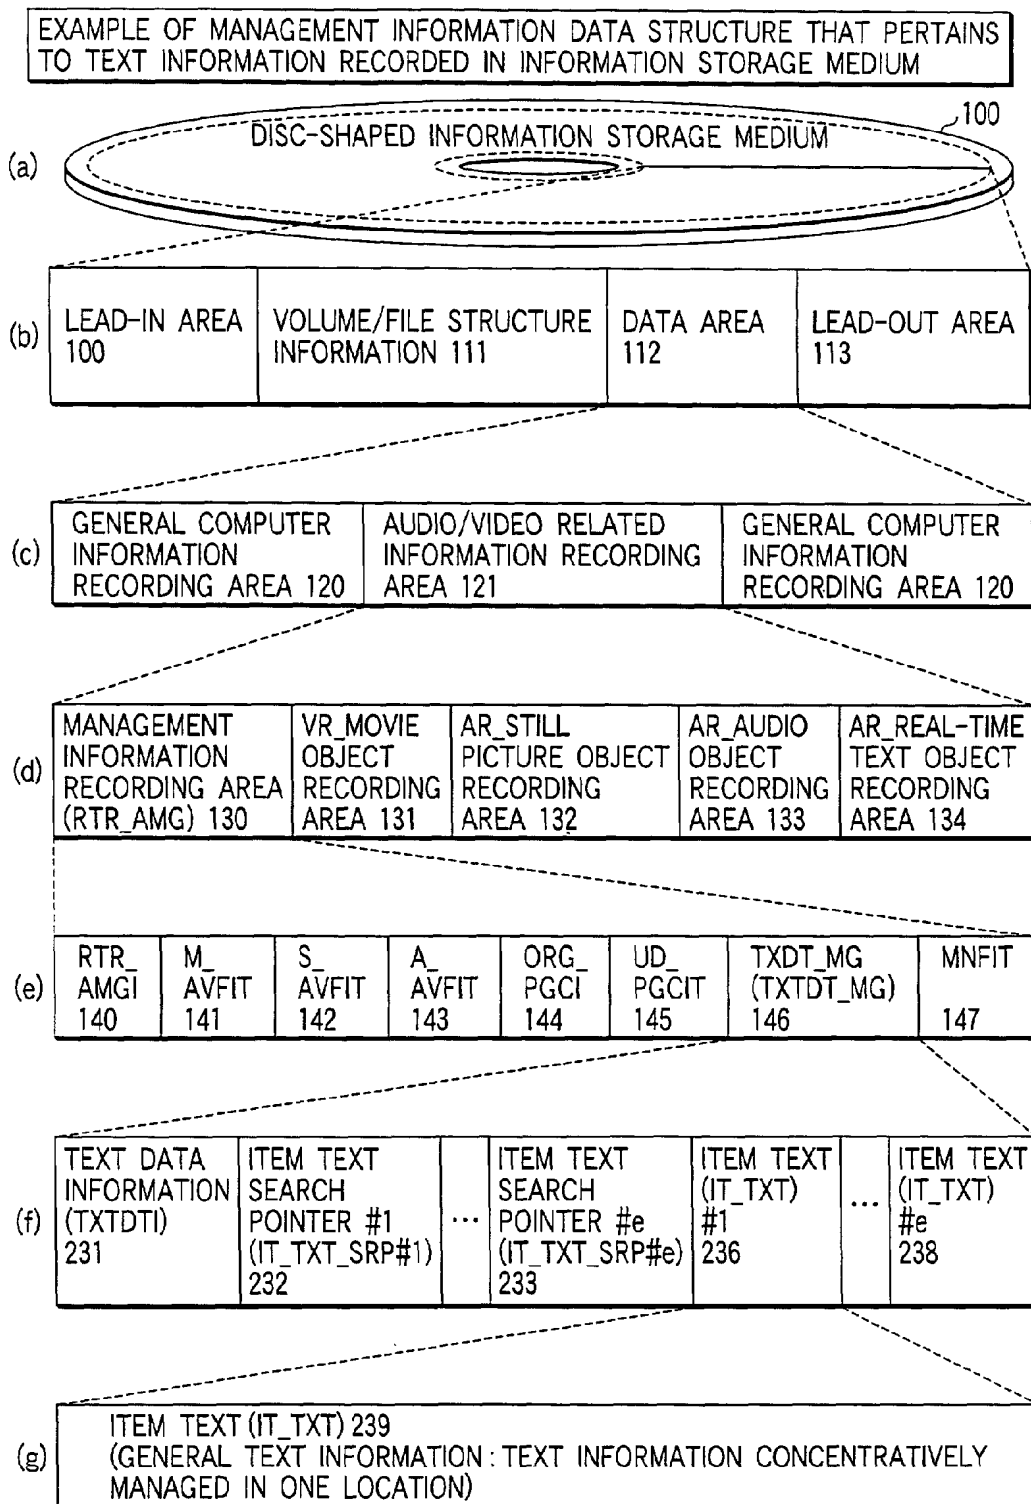 EXAMPLE OF MANAGEMENT INFORMATION DATA STRUCTURE THAT PERTAINS
TO TEXT INFORMATION RECORDED IN INFORMATION STORAGE MEDIUM
100
DISC-SHAPED INFORMATION STORAGE MEDIUM
(a)
(b)
LEAD-IN AREA
100
VOLUME/FILE STRUCTURE
INFORMATION 111
DATA AREA
112
LEAD-OUT AREA
113
(c)
GENERAL COMPUTER
INFORMATION
RECORDING AREA 120
AUDIO/VIDEO RELATED
INFORMATION RECORDING
AREA 121
GENERAL COMPUTER
INFORMATION
RECORDING AREA 120
(d)
MANAGEMENT
INFORMATION
RECORDING AREA
(RTR_AMG) 130
VR_MOVIE
OBJECT
RECORDING
AREA 131
AR_STILL
PICTURE OBJECT
RECORDING
AREA 132
AR_AUDIO
OBJECT
RECORDING
AREA 133
AR_REAL-TIME
TEXT OBJECT
RECORDING
AREA 134
(e)
RTR_
AMGI
140
M_
AVFIT
141
S_
AVFIT
142
A_
AVFIT
143
ORG_
PGCI
144
UD_
PGCIT
145
TXDT_MG
(TXTDT_MG)
146
MNFIT
147
(f)
TEXT DATA
INFORMATION
(TXTDTI)
231
ITEM TEXT
SEARCH
POINTER #1
(IT_TXT_SRP#1)
232
...
ITEM TEXT
SEARCH
POINTER #e
(IT_TXT_SRP#e)
233
ITEM TEXT
(IT_TXT)
#1
236
...
ITEM TEXT
(IT_TXT)
#e
238
(g)
ITEM TEXT (IT_TXT) 239
(GENERAL TEXT INFORMATION : TEXT INFORMATION CONCENTRATIVELY
MANAGED IN ONE LOCATION)